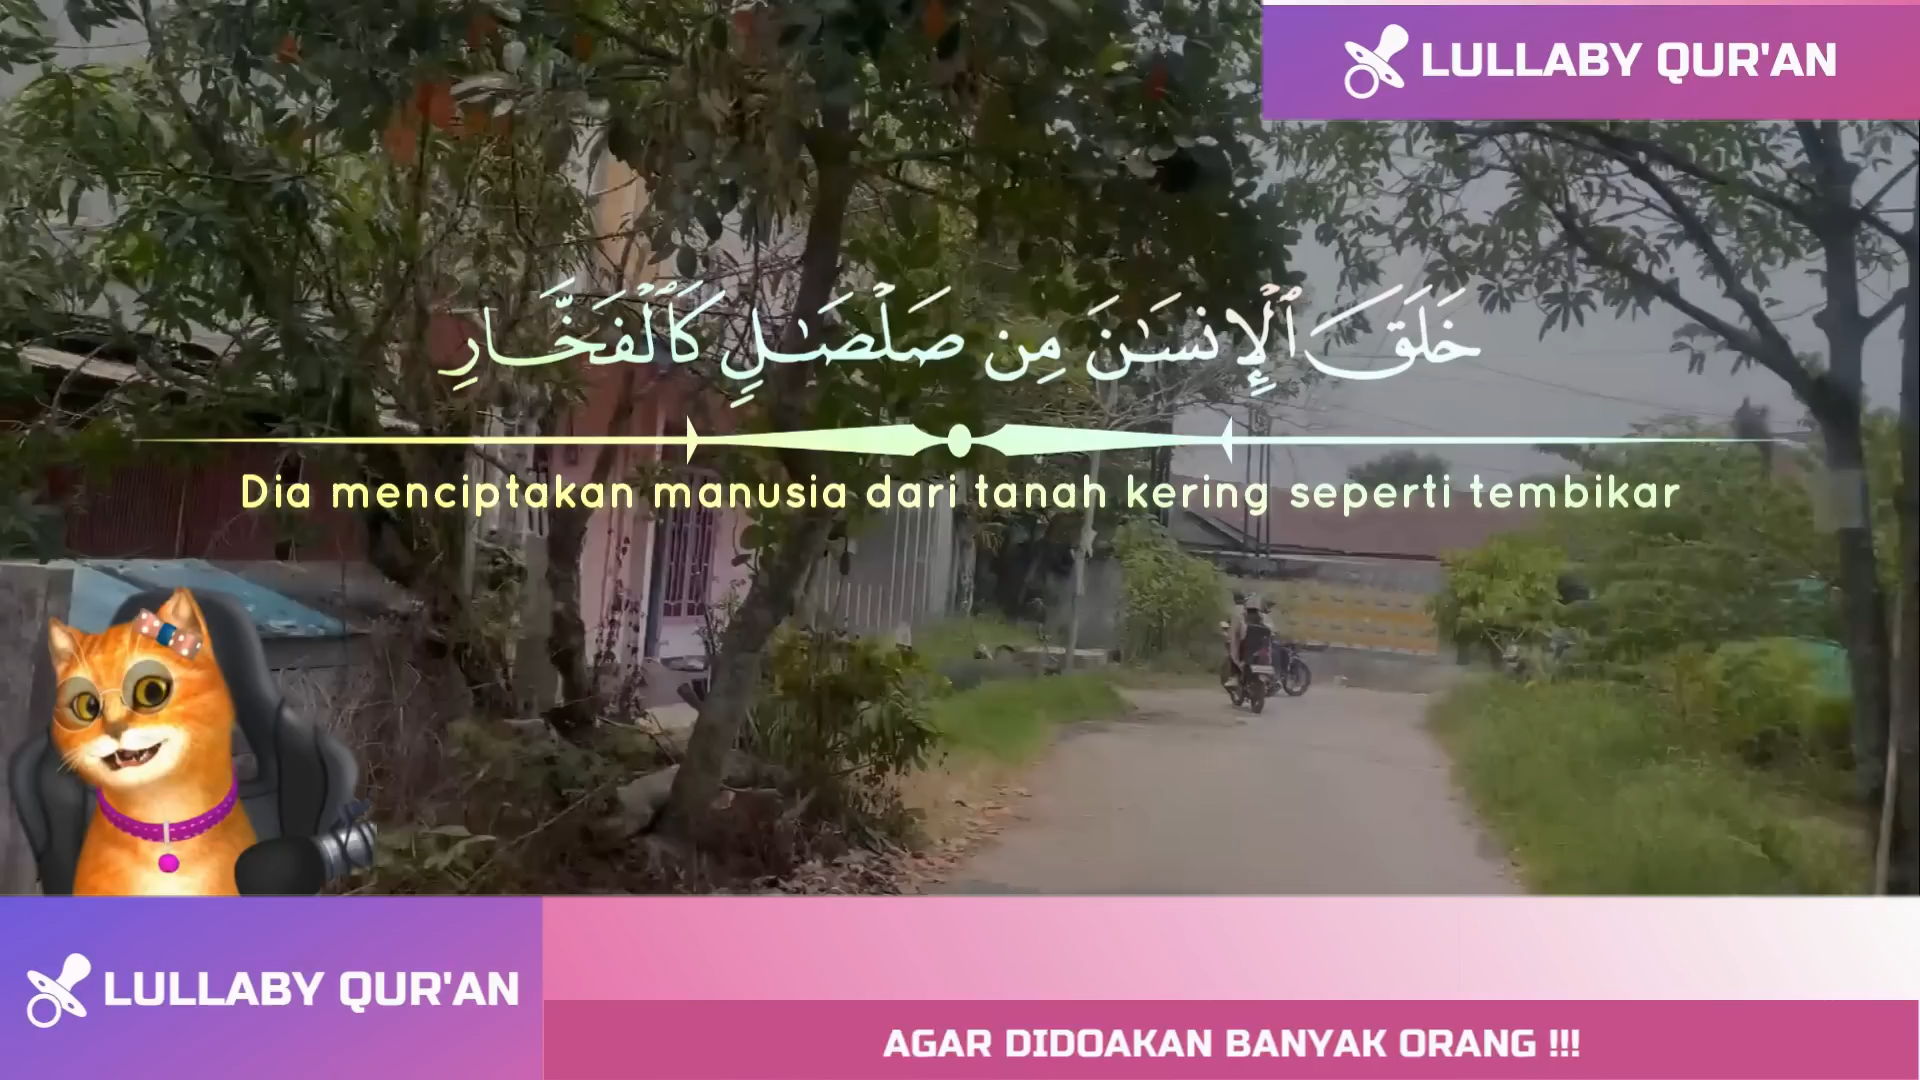 LULLABY QUR'AN
خَلَقَ ٱلْإِنسَـٰنَ مِن صَلْصَـٰلٍ كَٱلْفَخَّارِ
Dia menciptakan manusia dari tanah kering seperti tembikar
LULLABY QUR'AN
AGAR DIDOAKAN BANYAK ORANG !!!